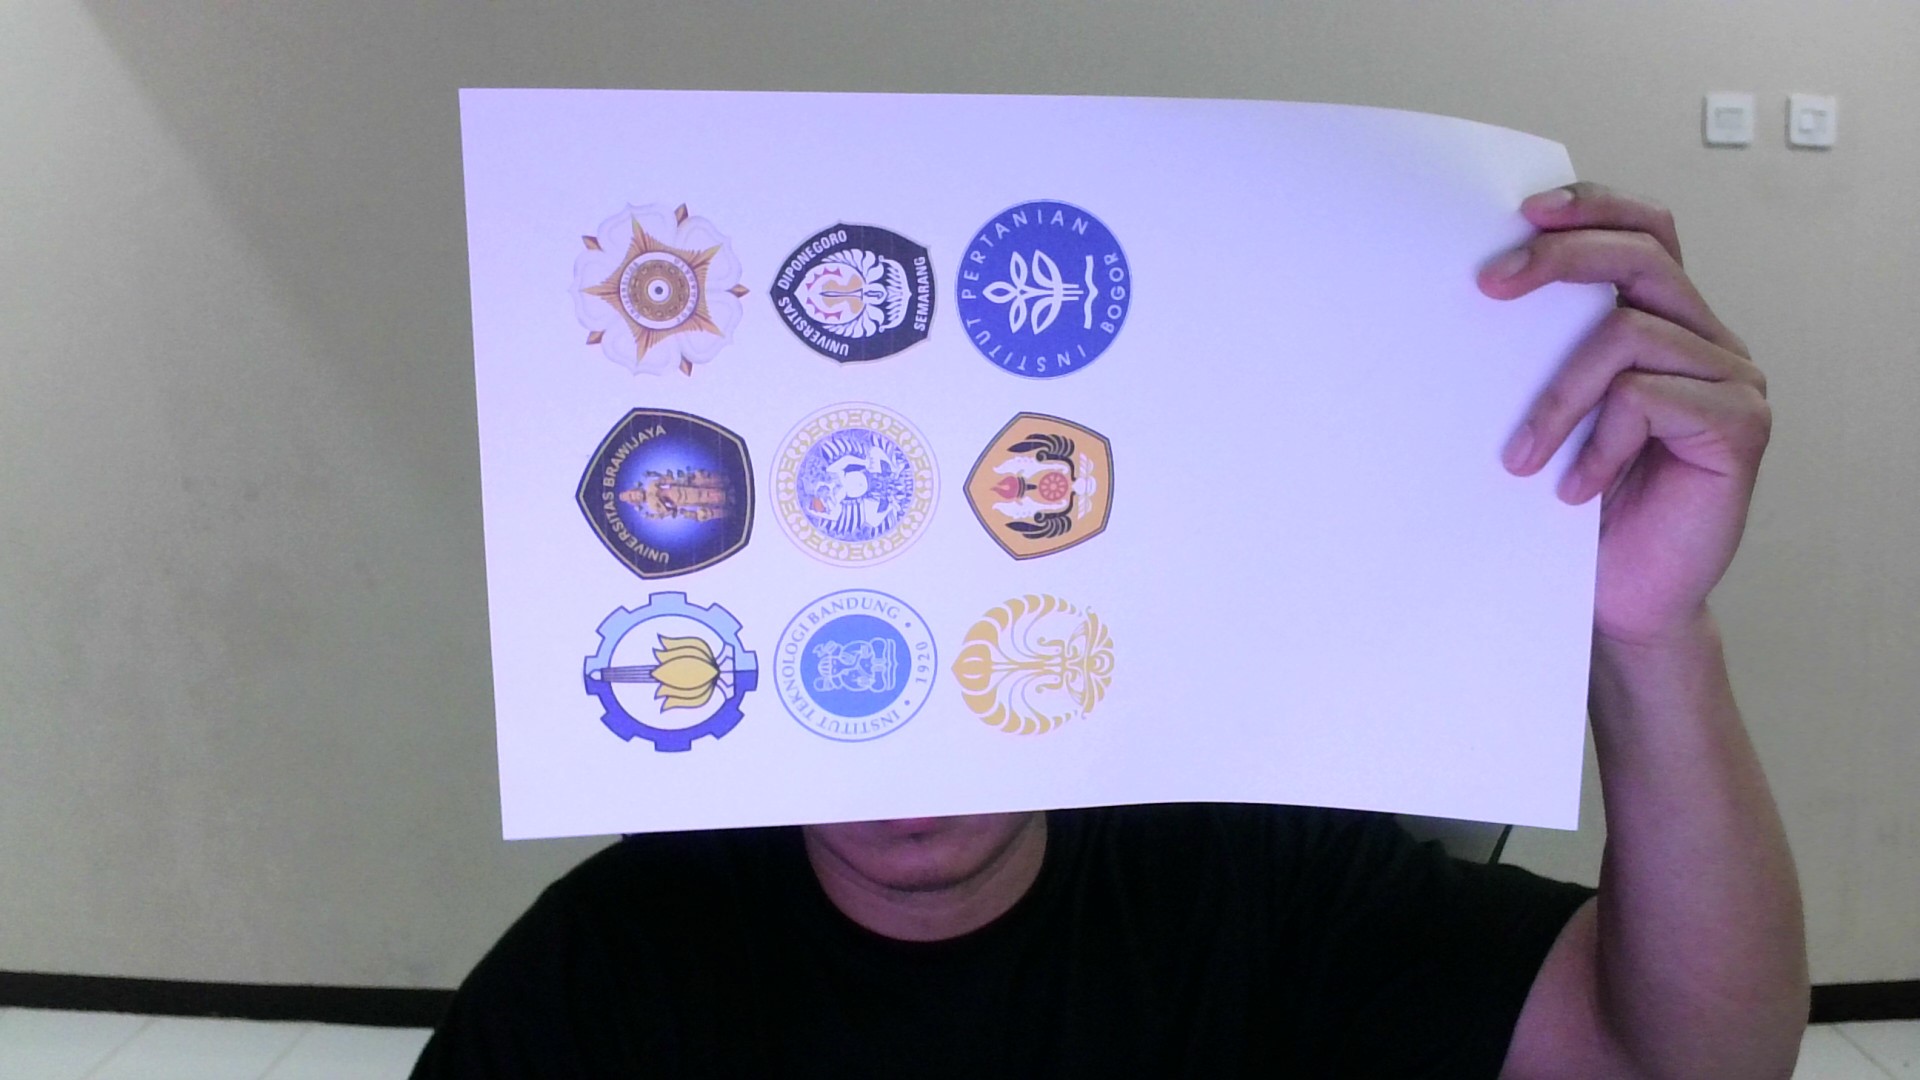 UNIVERSITAS DIPONEGORO
SEMARANG
INSTITUT PERTANIAN
BOGOR
UNIVERSITAS BRAWIJAYA
INSTITUT TEKNOLOGI BANDUNG
1920